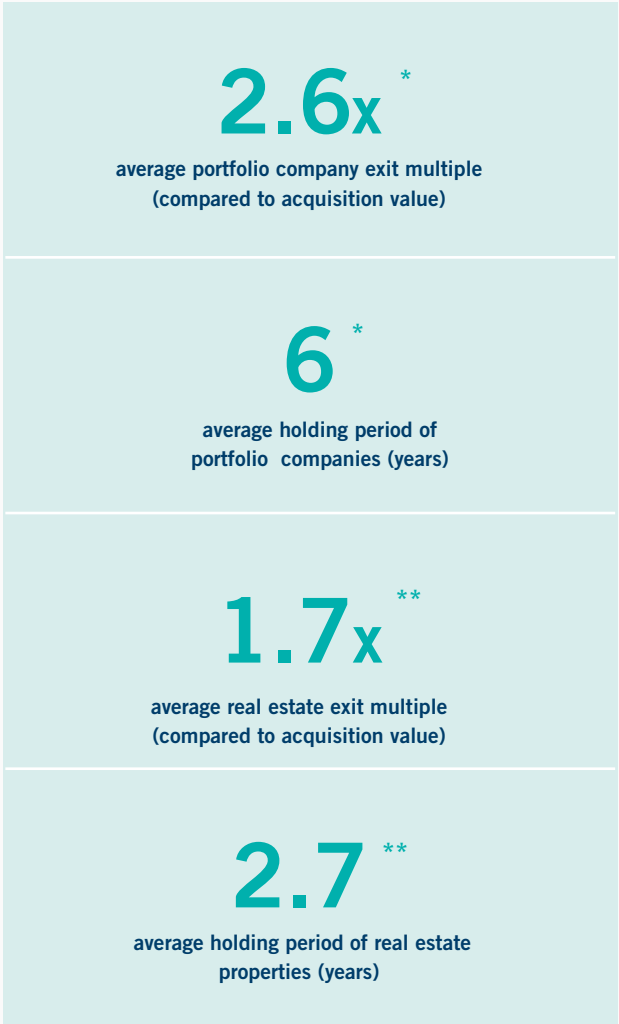 2.6x *
average portfolio company exit multiple
(compared to acquisition value)
6 *
average holding period of
portfolio companies (years)
1.7x **
average real estate exit multiple
(compared to acquisition value)
2.7 **
average holding period of real estate
properties (years)